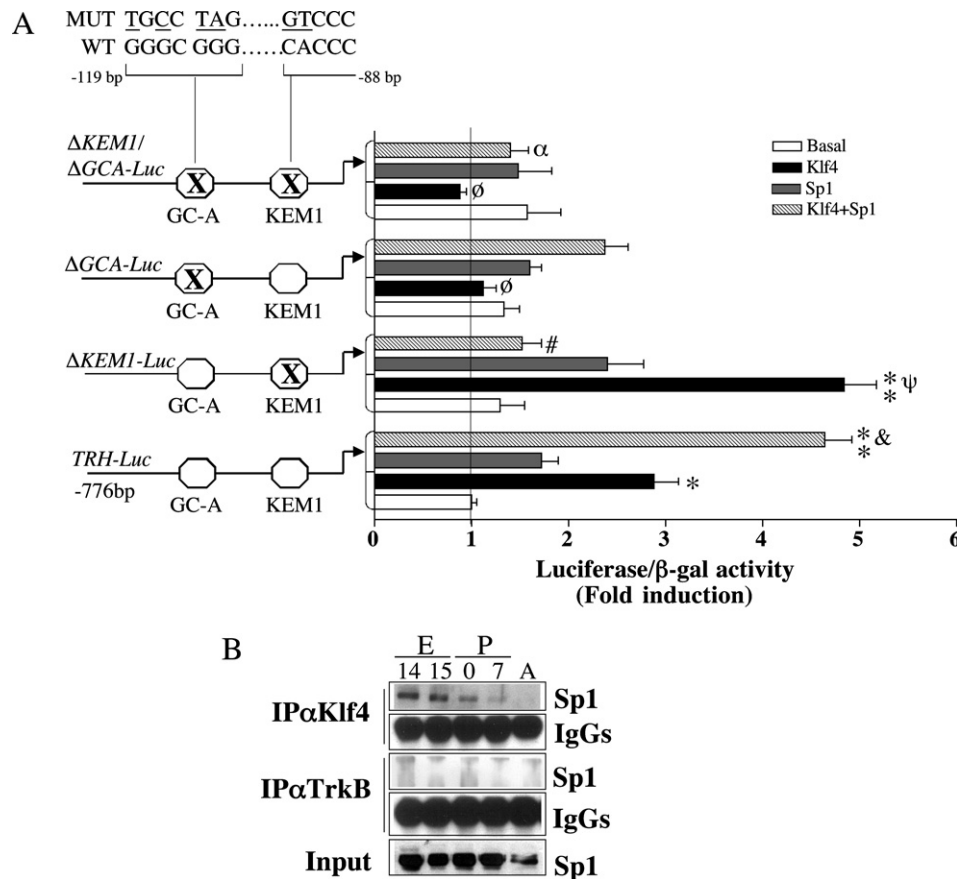 A
MUT TGCC TAG…...GTCCC
WT GGGC GGG……CACCC
-119 bp
-88 bp
ΔKEM1/
ΔGCA-Luc
X
X
GC-A
KEM1
α
ø
Basal
Klf4
Sp1
Klf4+Sp1
ΔGCA-Luc
X
GC-A
KEM1
ø
ΔKEM1-Luc
X
GC-A
KEM1
#
* ψ
*
TRH-Luc
-776bp
GC-A
KEM1
* &
*
*
0 1 2 3 4 5 6
Luciferase/β-gal activity
(Fold induction)
B
E P
14 15 0 7 A
IPαKlf4
Sp1
IgGs
IPαTrkB
Sp1
IgGs
Input
Sp1